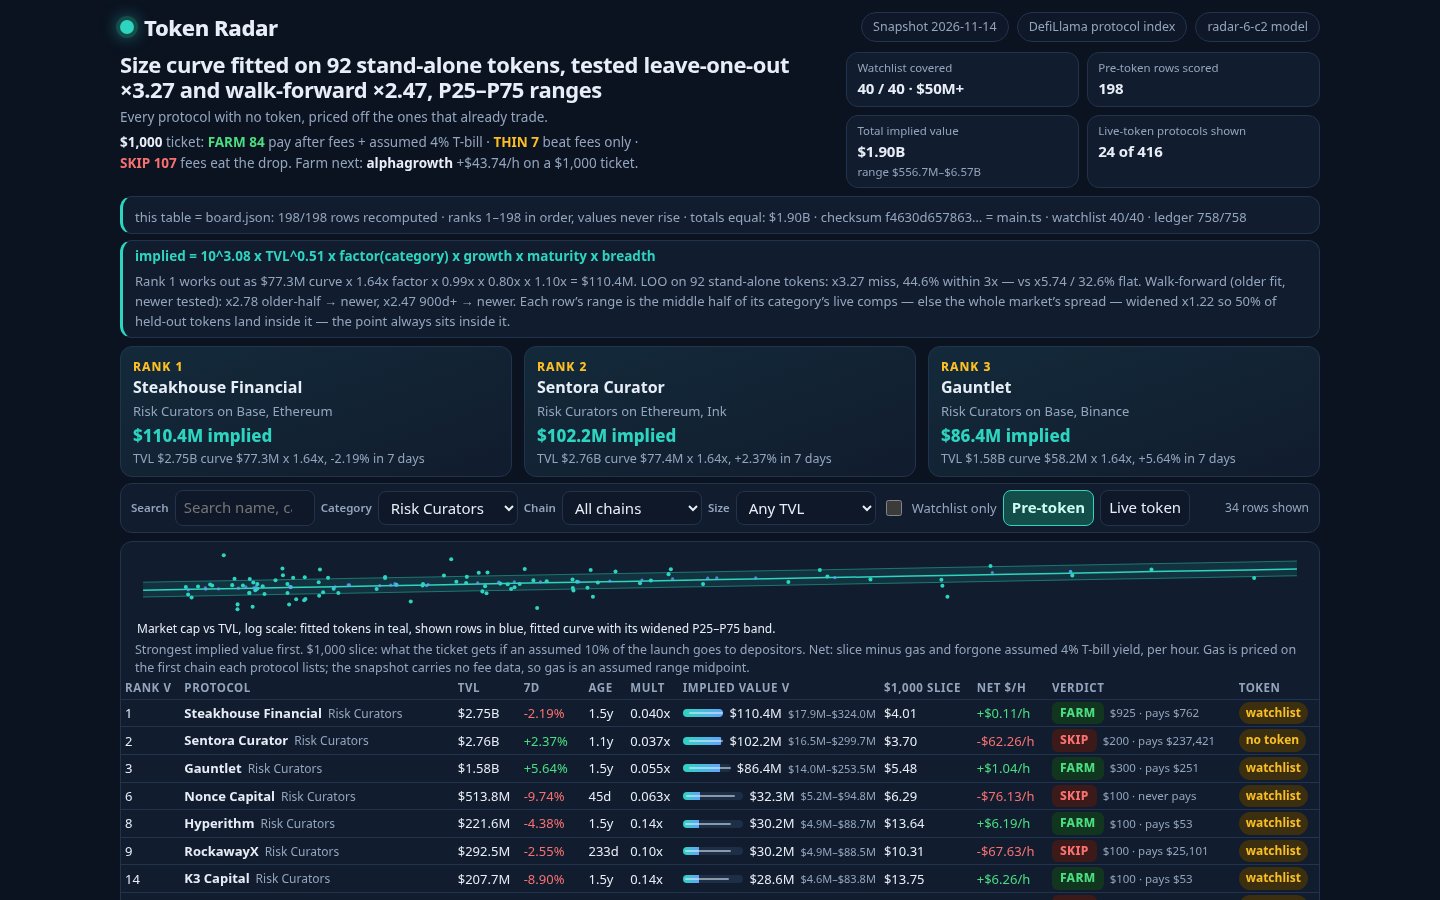 Token Radar
Snapshot 2026-11-14
DefiLlama protocol index
radar-6-c2 model
Size curve fitted on 92 stand-alone tokens, tested leave-one-out
×3.27 and walk-forward ×2.47, P25–P75 ranges
Every protocol with no token, priced off the ones that already trade.
$1,000 ticket: FARM 84 pay after fees + assumed 4% T-bill · THIN 7 beat fees only ·
SKIP 107 fees eat the drop. Farm next: alphagrowth +$43.74/h on a $1,000 ticket.
Watchlist covered
40 / 40 · $50M+
Pre-token rows scored
198
Total implied value
$1.90B
range $556.7M–$6.57B
Live-token protocols shown
24 of 416
this table = board.json: 198/198 rows recomputed · ranks 1–198 in order, values never rise · totals equal: $1.90B · checksum f4630d657863… = main.ts · watchlist 40/40 · ledger 758/758
implied = 10^3.08 x TVL^0.51 x factor(category) x growth x maturity x breadth
Rank 1 works out as $77.3M curve x 1.64x factor x 0.99x x 0.80x x 1.10x = $110.4M. LOO on 92 stand-alone tokens: x3.27 miss, 44.6% within 3x — vs x5.74 / 32.6% flat. Walk-forward (older fit,
newer tested): x2.78 older-half → newer, x2.47 900d+ → newer. Each row's range is the middle half of its category's live comps — else the whole market's spread — widened x1.22 so 50% of
held-out tokens land inside it — the point always sits inside it.
RANK 1
Steakhouse Financial
Risk Curators on Base, Ethereum
$110.4M implied
TVL $2.75B curve $77.3M x 1.64x, -2.19% in 7 days
RANK 2
Sentora Curator
Risk Curators on Ethereum, Ink
$102.2M implied
TVL $2.76B curve $77.4M x 1.64x, +2.37% in 7 days
RANK 3
Gauntlet
Risk Curators on Base, Binance
$86.4M implied
TVL $1.58B curve $58.2M x 1.64x, +5.64% in 7 days
Search Search name, c Category Risk Curators Chain All chains Size Any TVL Watchlist only Pre-token Live token 34 rows shown
Market cap vs TVL, log scale: fitted tokens in teal, shown rows in blue, fitted curve with its widened P25–P75 band.
Strongest implied value first. $1,000 slice: what the ticket gets if an assumed 10% of the launch goes to depositors. Net: slice minus gas and forgone assumed 4% T-bill yield, per hour. Gas is priced on
the first chain each protocol lists; the snapshot carries no fee data, so gas is an assumed range midpoint.
RANK V PROTOCOL TVL 7D AGE MULT IMPLIED VALUE V $1,000 SLICE NET $/H VERDICT TOKEN
1 Steakhouse Financial Risk Curators $2.75B -2.19% 1.5y 0.040x $110.4M $17.9M–$324.0M $4.01 +$0.11/h FARM $925 · pays $762 watchlist
2 Sentora Curator Risk Curators $2.76B +2.37% 1.1y 0.037x $102.2M $16.5M–$299.7M $3.70 -$62.26/h SKIP $200 · pays $237,421 no token
3 Gauntlet Risk Curators $1.58B +5.64% 1.5y 0.055x $86.4M $14.0M–$253.5M $5.48 +$1.04/h FARM $300 · pays $251 watchlist
6 Nonce Capital Risk Curators $513.8M -9.74% 45d 0.063x $32.3M $5.2M–$94.8M $6.29 -$76.13/h SKIP $100 · never pays watchlist
8 Hyperithm Risk Curators $221.6M -4.38% 1.5y 0.14x $30.2M $4.9M–$88.7M $13.64 +$6.19/h FARM $100 · pays $53 watchlist
9 RockawayX Risk Curators $292.5M -2.55% 233d 0.10x $30.2M $4.9M–$88.5M $10.31 -$67.63/h SKIP $100 · pays $25,101 watchlist
14 K3 Capital Risk Curators $207.7M -8.90% 1.5y 0.14x $28.6M $4.6M–$83.8M $13.75 +$6.26/h FARM $100 · pays $53 watchlist